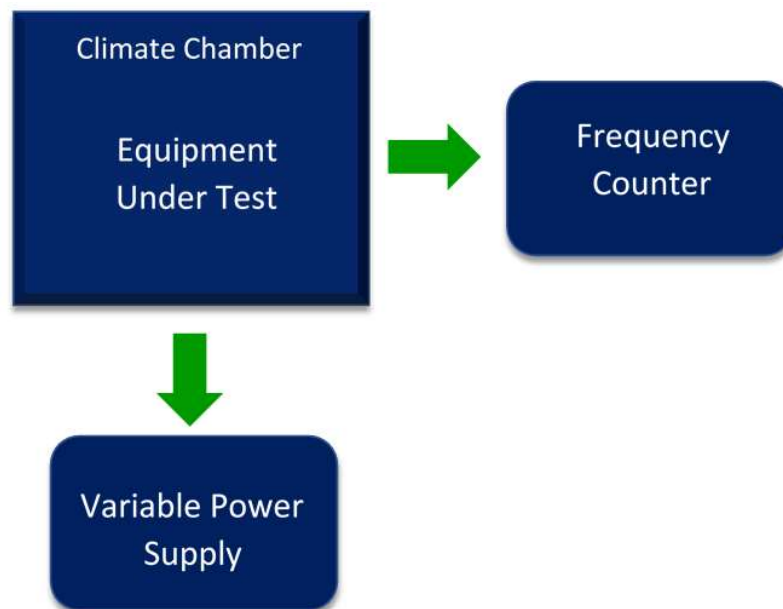 Climate Chamber
Equipment
Under Test
Frequency
Counter
Variable Power
Supply